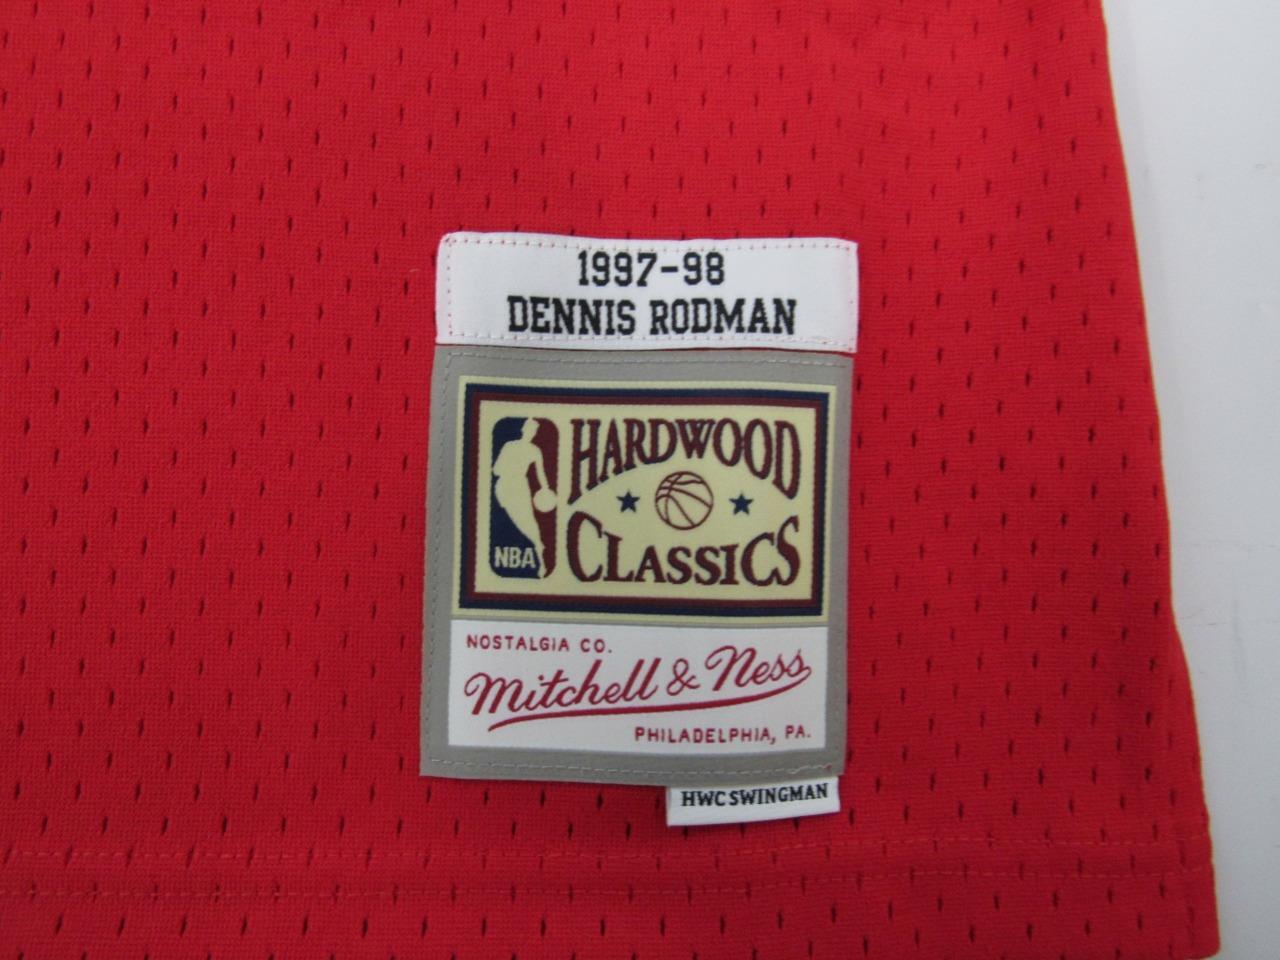 1997-98
DENNIS RODMAN
HARDWOOD
CLASSICS
NBA
NOSTALGIA CO.
Mitchell & Ness
PHILADELPHIA, PA.
HWC SWINGMAN